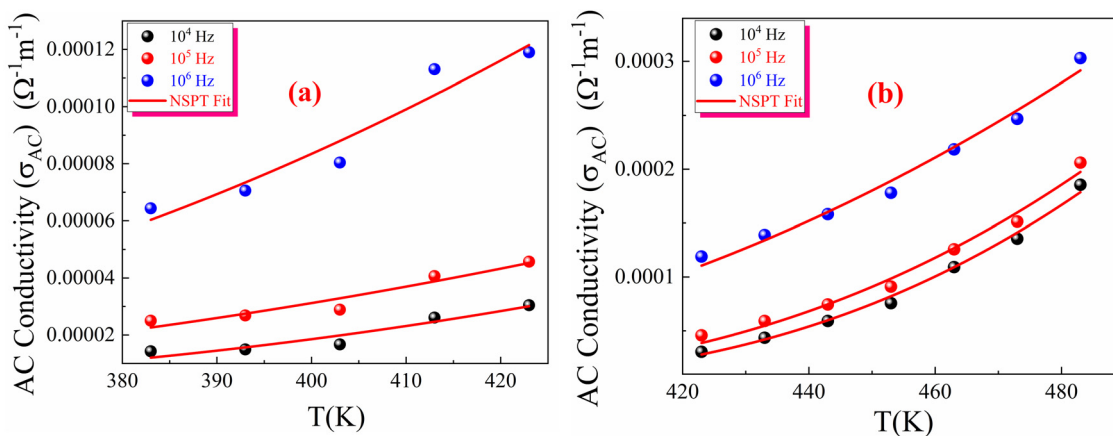 10⁴ Hz
10⁵ Hz
10⁶ Hz
NSPT Fit
(a)
AC Conductivity (σ_AC) (Ω⁻¹m⁻¹)
0.00012
0.00010
0.00008
0.00006
0.00004
0.00002
380 390 400 410 420
T(K)
10⁴ Hz
10⁵ Hz
10⁶ Hz
NSPT Fit
(b)
AC Conductivity (σ_AC) (Ω⁻¹m⁻¹)
0.0003
0.0002
0.0001
420 440 460 480
T(K)